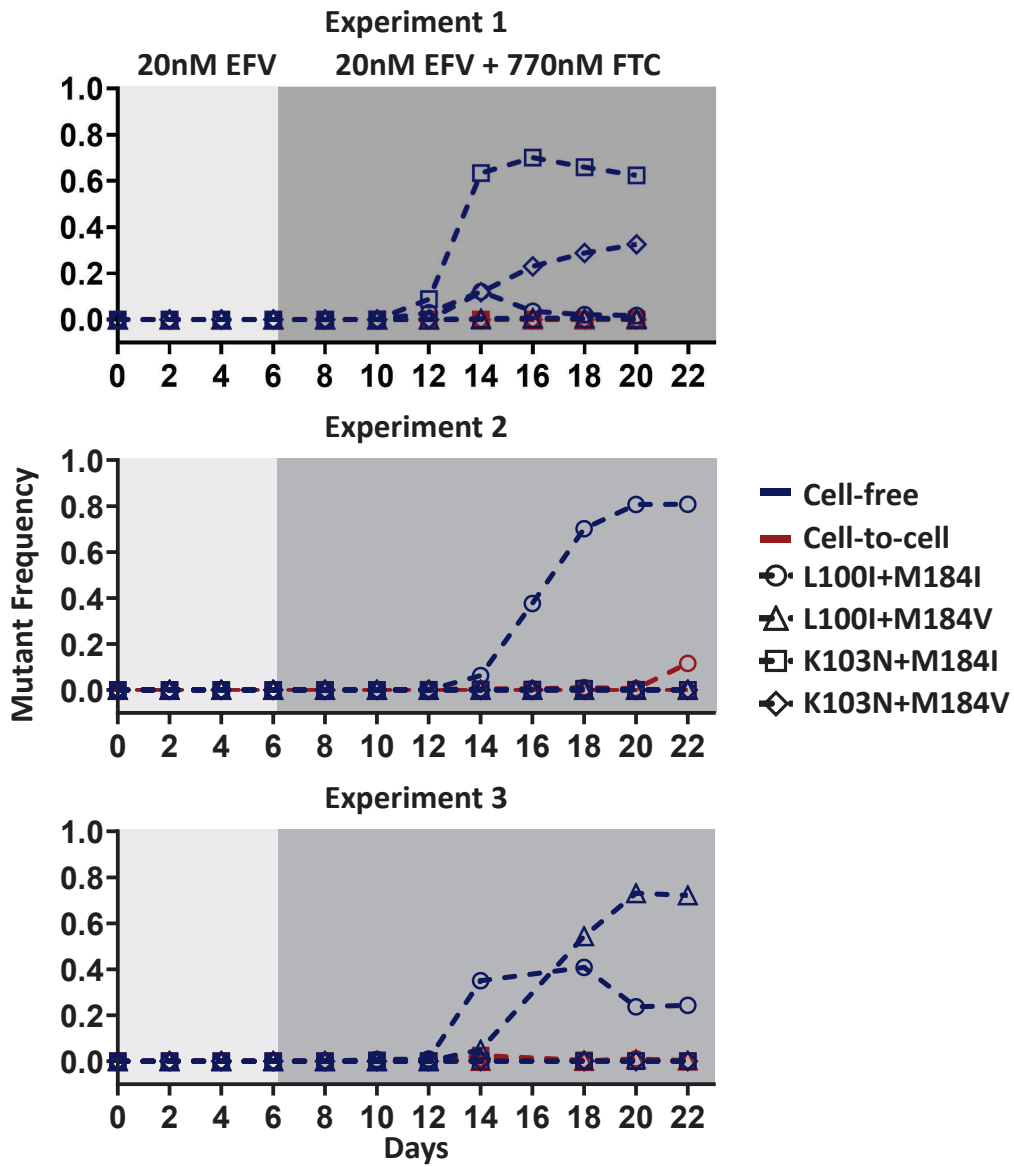 Experiment 1
20nM EFV 20nM EFV + 770nM FTC
1.0
0.8
0.6
0.4
0.2
0.0
0 2 4 6 8 10 12 14 16 18 20 22
Experiment 2
1.0
0.8
0.6
0.4
0.2
0.0
0 2 4 6 8 10 12 14 16 18 20 22
Mutant Frequency
Cell-free
Cell-to-cell
L100I+M184I
L100I+M184V
K103N+M184I
K103N+M184V
Experiment 3
1.0
0.8
0.6
0.4
0.2
0.0
0 2 4 6 8 10 12 14 16 18 20 22
Days